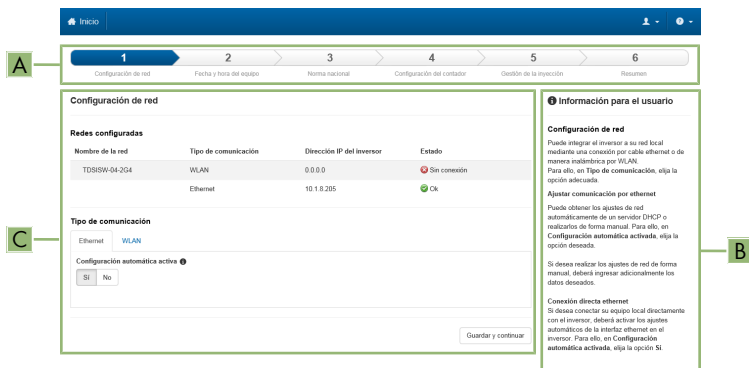 Inicio
A
1 2 3 4 5 6
Configuración de red Fecha y hora del equipo Norma nacional Configuración del contador Gestión de la inyección Resumen
C
Configuración de red
Redes configuradas
Nombre de la red Tipo de comunicación Dirección IP del inversor Estado
TDSISW-04-2G4 WLAN 0.0.0.0 Sin conexión
Ethernet 10.1.8.205 Ok
Tipo de comunicación
Ethernet WLAN
Configuración automática activa
Sí No
Guardar y continuar
B
Información para el usuario
Configuración de red
Puede integrar el inversor a su red local
mediante una conexión por cable ethernet o de
manera inalámbrica por WLAN.
Para ello, en Tipo de comunicación, elija la
opción adecuada.
Ajustar comunicación por ethernet
Puede obtener los ajustes de red
automáticamente de un servidor DHCP o
realizarlos de forma manual. Para ello, en
Configuración automática activada, elija la
opción deseada.
Si desea realizar los ajustes de red de forma
manual, deberá ingresar adicionalmente los
datos deseados.
Conexión directa ethernet
Si desea conectar su equipo local directamente
con el inversor, deberá activar los ajustes
automáticos de la interfaz ethernet en el
inversor. Para ello, en Configuración
automática activada, elija la opción Sí.